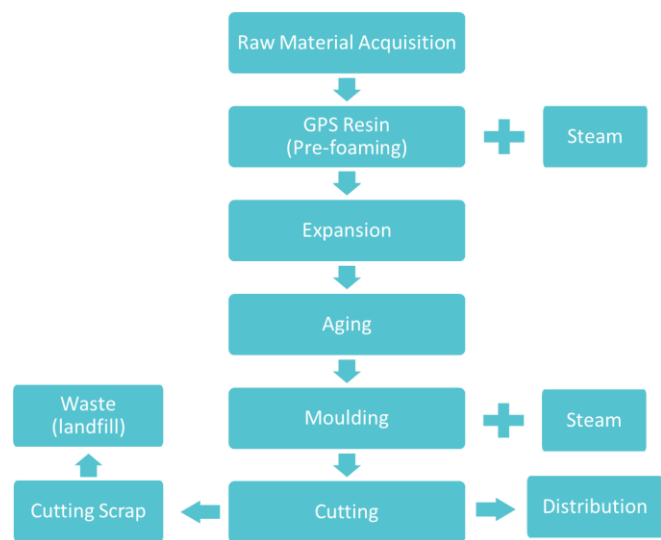 Raw Material Acquisition
GPS Resin
(Pre-foaming)
Steam
Expansion
Aging
Waste
(landfill)
Moulding
Steam
Cutting Scrap
Cutting
Distribution